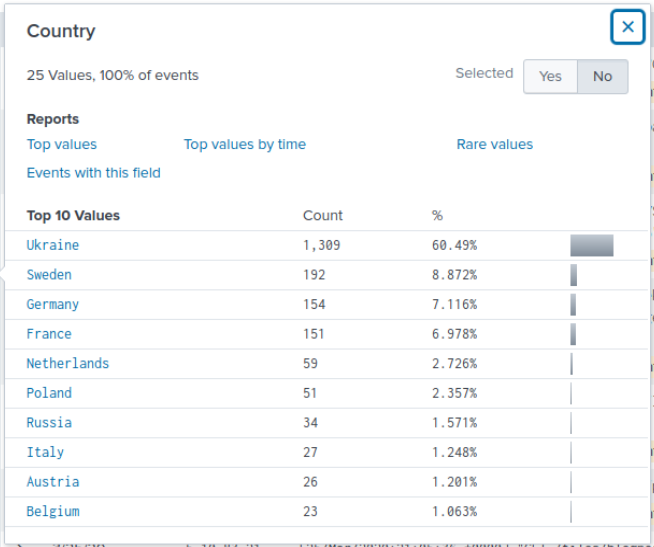 Country
25 Values, 100% of events
Selected Yes No
Reports
Top values Top values by time Rare values
Events with this field
Top 10 Values Count %
Ukraine 1,309 60.49%
Sweden 192 8.872%
Germany 154 7.116%
France 151 6.978%
Netherlands 59 2.726%
Poland 51 2.357%
Russia 34 1.571%
Italy 27 1.248%
Austria 26 1.201%
Belgium 23 1.063%